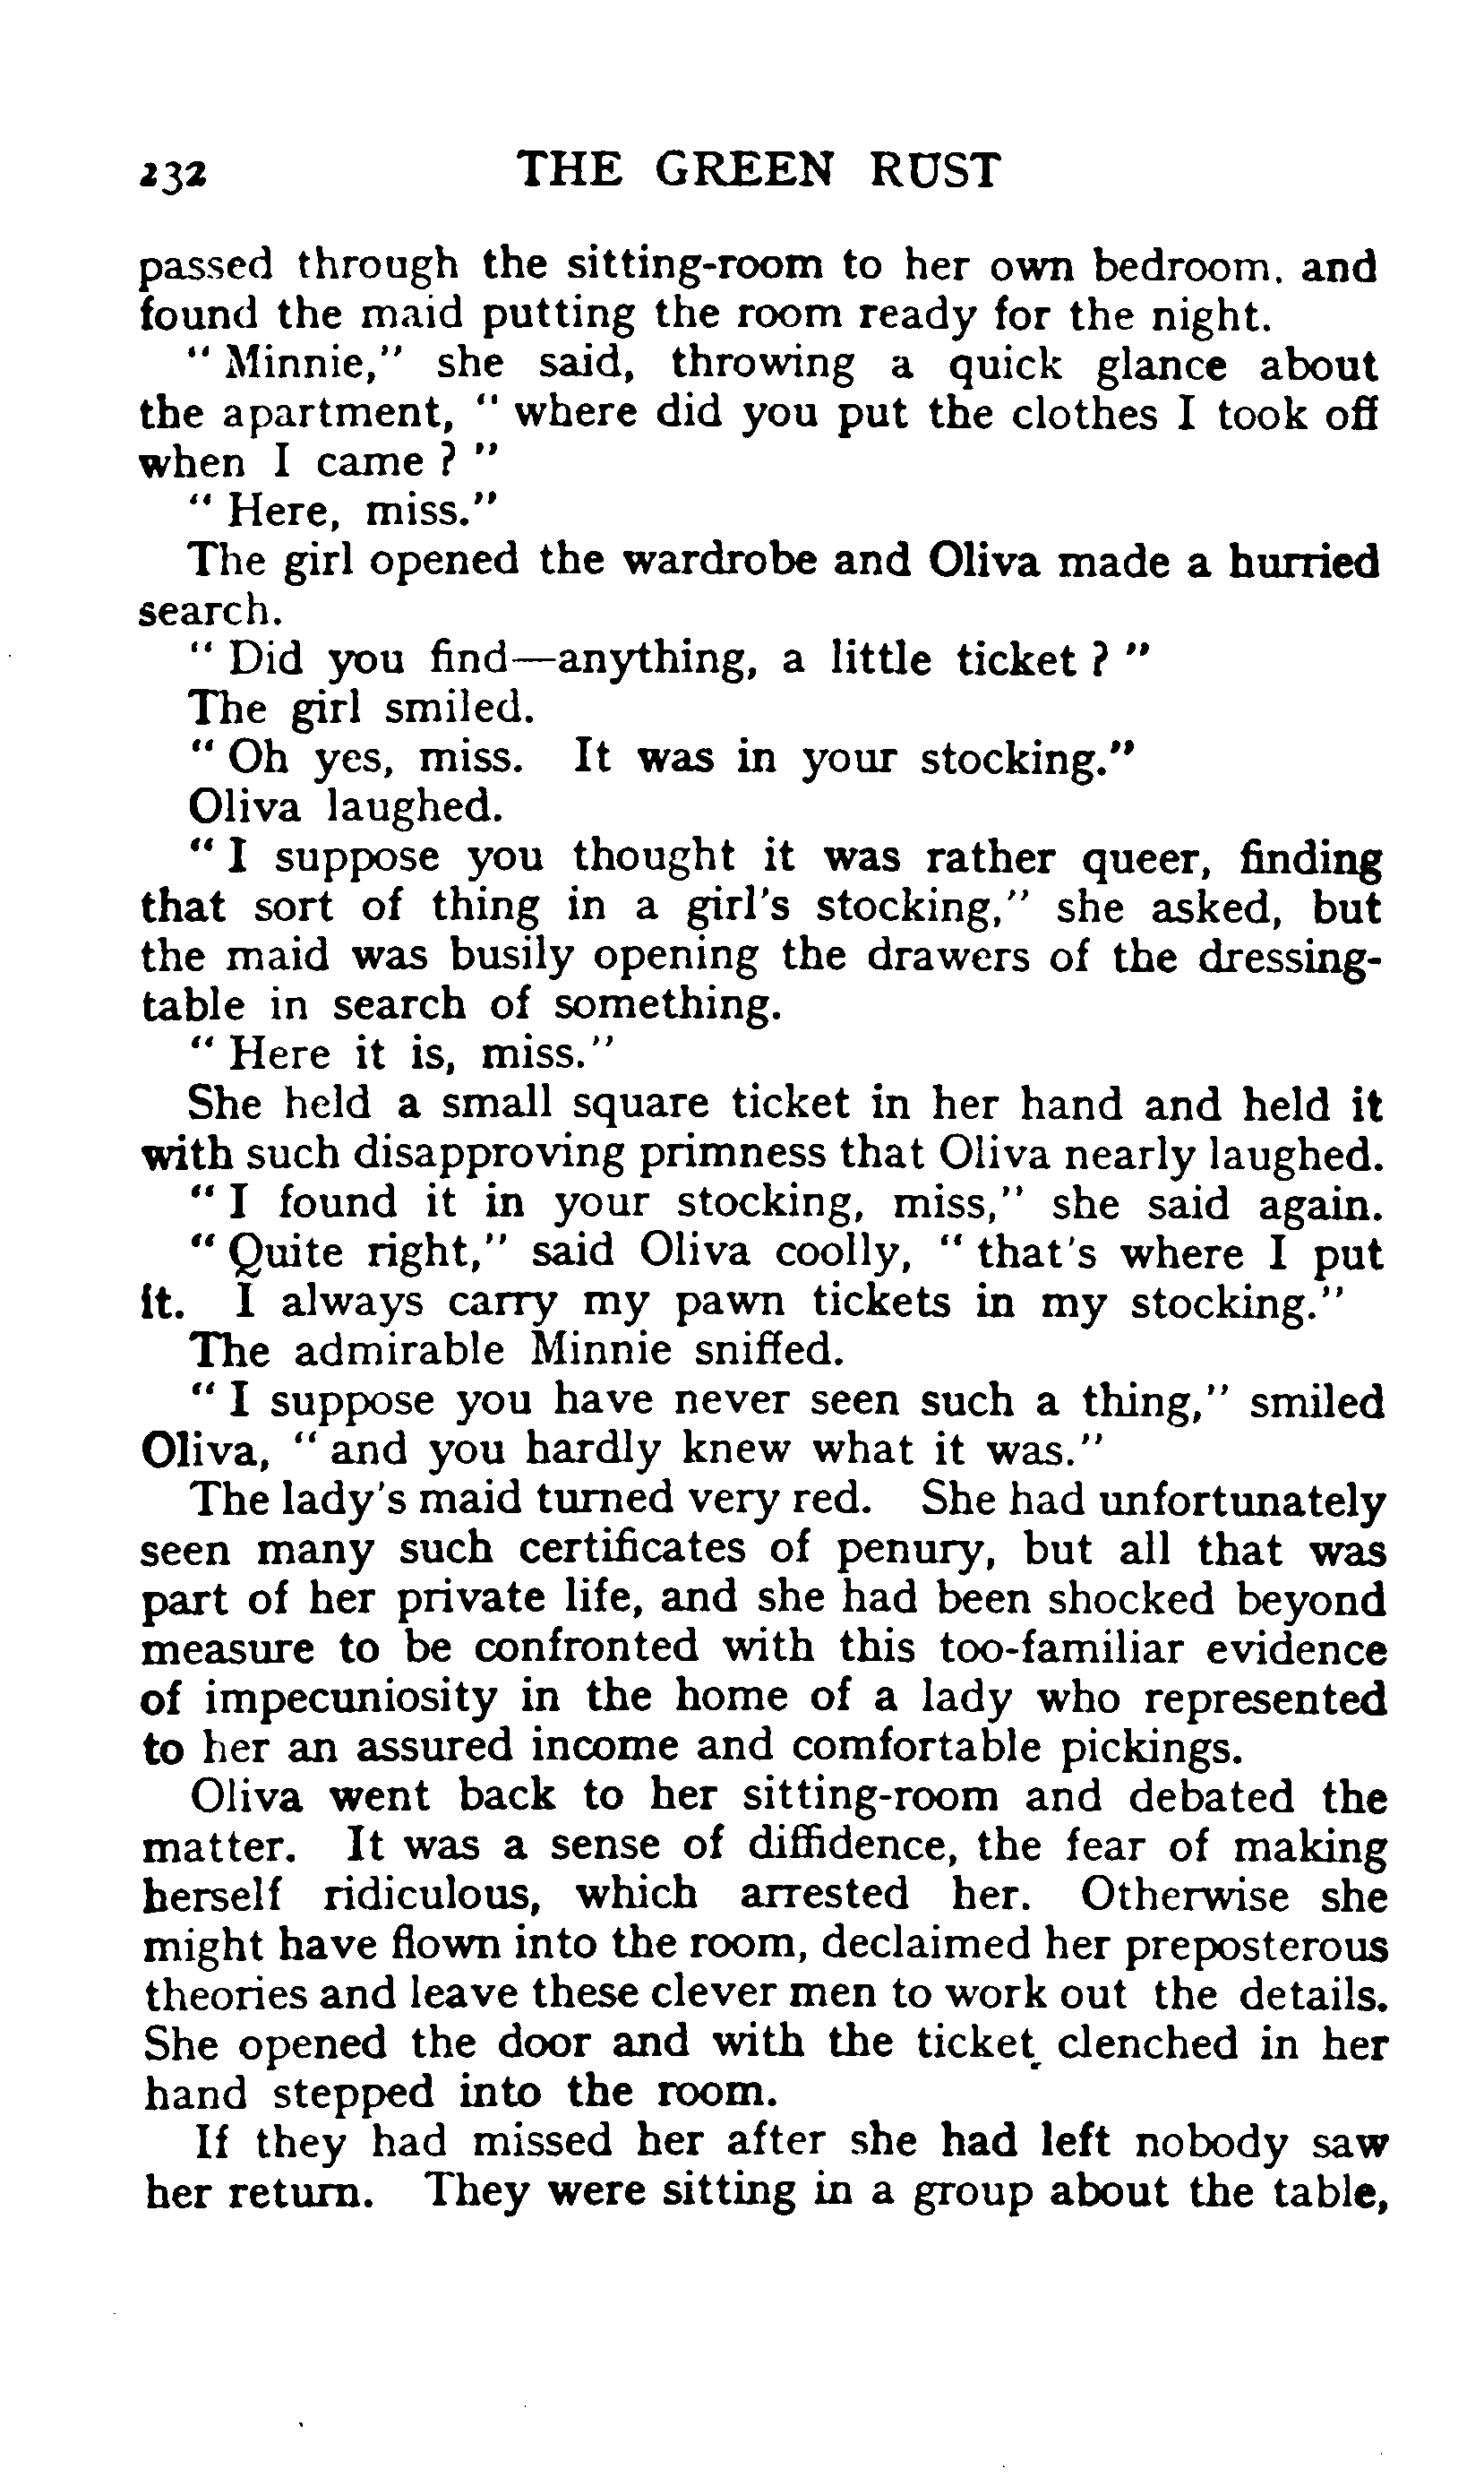 232 THE GREEN RUST
passed through the sitting-room to her own bedroom, and
found the maid putting the room ready for the night.
" Minnie," she said, throwing a quick glance about
the apartment, " where did you put the clothes I took off
when I came ? "
" Here, miss."
The girl opened the wardrobe and Oliva made a hurried
search.
" Did you find—anything, a little ticket ? "
The girl smiled.
" Oh yes, miss. It was in your stocking."
Oliva laughed.
" I suppose you thought it was rather queer, finding
that sort of thing in a girl's stocking," she asked, but
the maid was busily opening the drawers of the dressing-
table in search of something.
" Here it is, miss."
She held a small square ticket in her hand and held it
with such disapproving primness that Oliva nearly laughed.
" I found it in your stocking, miss," she said again.
" Quite right," said Oliva coolly, " that's where I put
it. I always carry my pawn tickets in my stocking."
The admirable Minnie sniffed.
" I suppose you have never seen such a thing," smiled
Oliva, " and you hardly knew what it was."
The lady's maid turned very red. She had unfortunately
seen many such certificates of penury, but all that was
part of her private life, and she had been shocked beyond
measure to be confronted with this too-familiar evidence
of impecuniosity in the home of a lady who represented
to her an assured income and comfortable pickings.
Oliva went back to her sitting-room and debated the
matter. It was a sense of diffidence, the fear of making
herself ridiculous, which arrested her. Otherwise she
might have flown into the room, declaimed her preposterous
theories and leave these clever men to work out the details.
She opened the door and with the ticket clenched in her
hand stepped into the room.
If they had missed her after she had left nobody saw
her return. They were sitting in a group about the table,